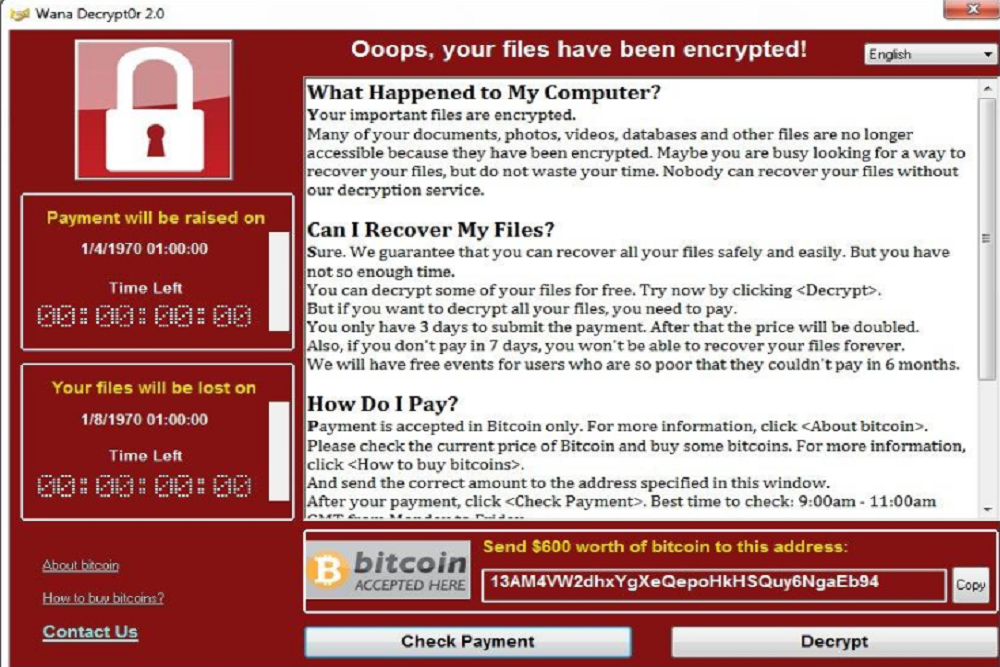 Wana Decrypt0r 2.0
Ooops, your files have been encrypted!
English
What Happened to My Computer?
Your important files are encrypted.
Many of your documents, photos, videos, databases and other files are no longer
accessible because they have been encrypted. Maybe you are busy looking for a way to
recover your files, but do not waste your time. Nobody can recover your files without
our decryption service.
Can I Recover My Files?
Sure. We guarantee that you can recover all your files safely and easily. But you have
not so enough time.
You can decrypt some of your files for free. Try now by clicking <Decrypt>.
But if you want to decrypt all your files, you need to pay.
You only have 3 days to submit the payment. After that the price will be doubled.
Also, if you don't pay in 7 days, you won't be able to recover your files forever.
We will have free events for users who are so poor that they couldn't pay in 6 months.
How Do I Pay?
Payment is accepted in Bitcoin only. For more information, click <About bitcoin>.
Please check the current price of Bitcoin and buy some bitcoins. For more information,
click <How to buy bitcoins>.
And send the correct amount to the address specified in this window.
After your payment, click <Check Payment>. Best time to check: 9:00am - 11:00am
GMT from Monday to Friday.
Payment will be raised on
1/4/1970 01:00:00
Time Left
00:00:00:00
Your files will be lost on
1/8/1970 01:00:00
Time Left
00:00:00:00
About bitcoin
How to buy bitcoins?
Contact Us
bitcoin
ACCEPTED HERE
Send $600 worth of bitcoin to this address:
13AM4VW2dhxYgXeQepoHkHSQuy6NgaEb94
Copy
Check Payment
Decrypt